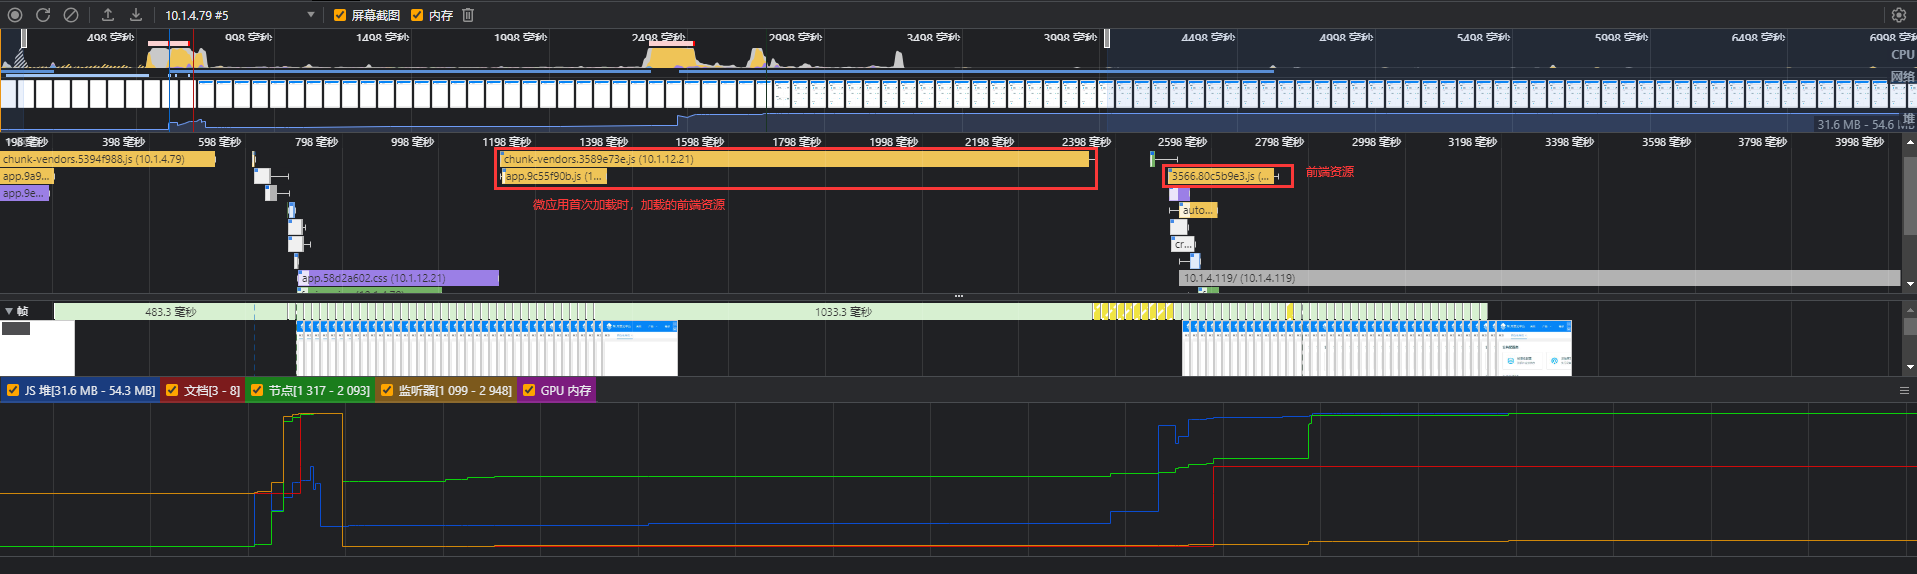 10.1.4.79 #5 屏幕截图 内存
498 毫秒 998 毫秒 1498 毫秒 1998 毫秒 2498 毫秒 2998 毫秒 3498 毫秒 3998 毫秒 4498 毫秒 4998 毫秒 5498 毫秒 5998 毫秒 6498 毫秒 6998 毫秒
CPU
网络
堆
31.6 MB - 54.6 MB
198 毫秒 398 毫秒 598 毫秒 798 毫秒 998 毫秒 1198 毫秒 1398 毫秒 1598 毫秒 1798 毫秒 1998 毫秒 2198 毫秒 2398 毫秒 2598 毫秒 2798 毫秒 2998 毫秒 3198 毫秒 3398 毫秒 3598 毫秒 3798 毫秒 3998 毫秒
chunk-vendors.5394f988.js (10.1.4.79) chunk-vendors.3589e73e.js (10.1.12.21)
app.9a9... app.9c55f90b.js (1... 3566.80c5b9e3.js (... 前端资源
app.9e...
微应用首次加载时，加载的前端资源 auto...
cr...
app.58d2a602.css (10.1.12.21) 10.1.4.119/ (10.1.4.119)
帧 483.3 毫秒 1033.3 毫秒
JS 堆[31.6 MB - 54.3 MB] 文档[3 - 8] 节点[1 317 - 2 093] 监听器[1 099 - 2 948] GPU 内存